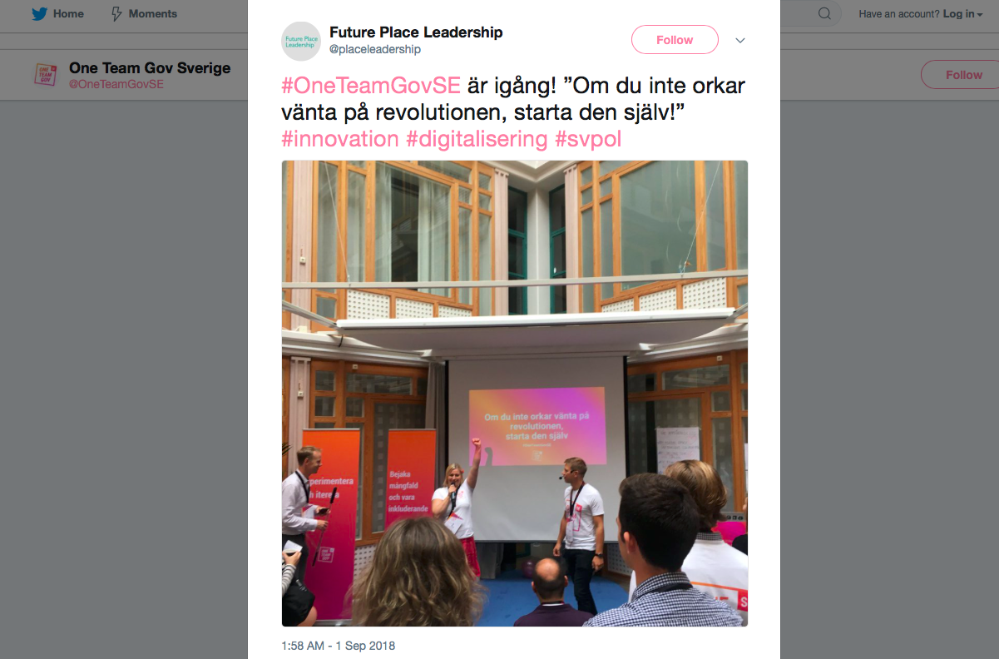 Home
Moments
Have an account? Log in
One Team Gov Sverige
@OneTeamGovSE
Follow
Future Place
Leadership
Future Place Leadership
@placeleadership
Follow
#OneTeamGovSE är igång! ”Om du inte orkar
vänta på revolutionen, starta den själv!”
#innovation #digitalisering #svpol
Om du inte orkar vänta på
revolutionen,
starta den själv
perimentera
h iterera
ONE
TEAM
GOV
Bejaka
mångfald
och vara
inkluderande
S
1:58 AM - 1 Sep 2018